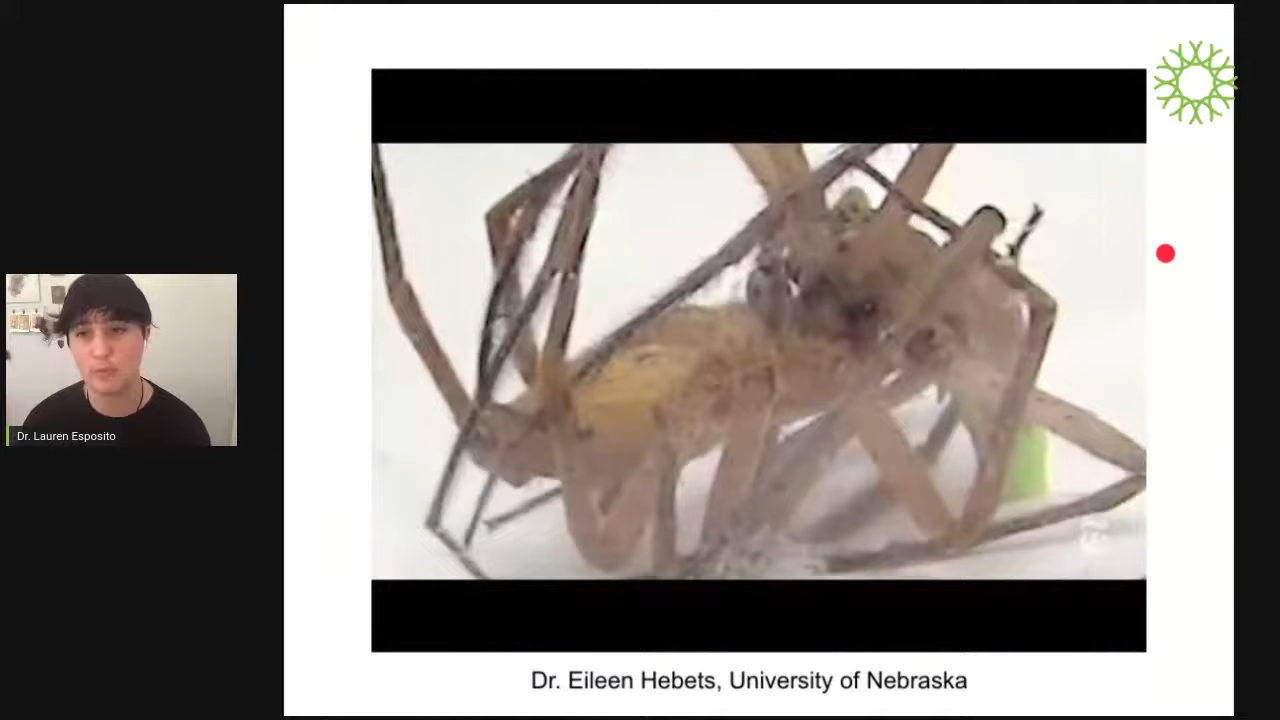 Dr. Lauren Esposito
Dr. Eileen Hebets, University of Nebraska